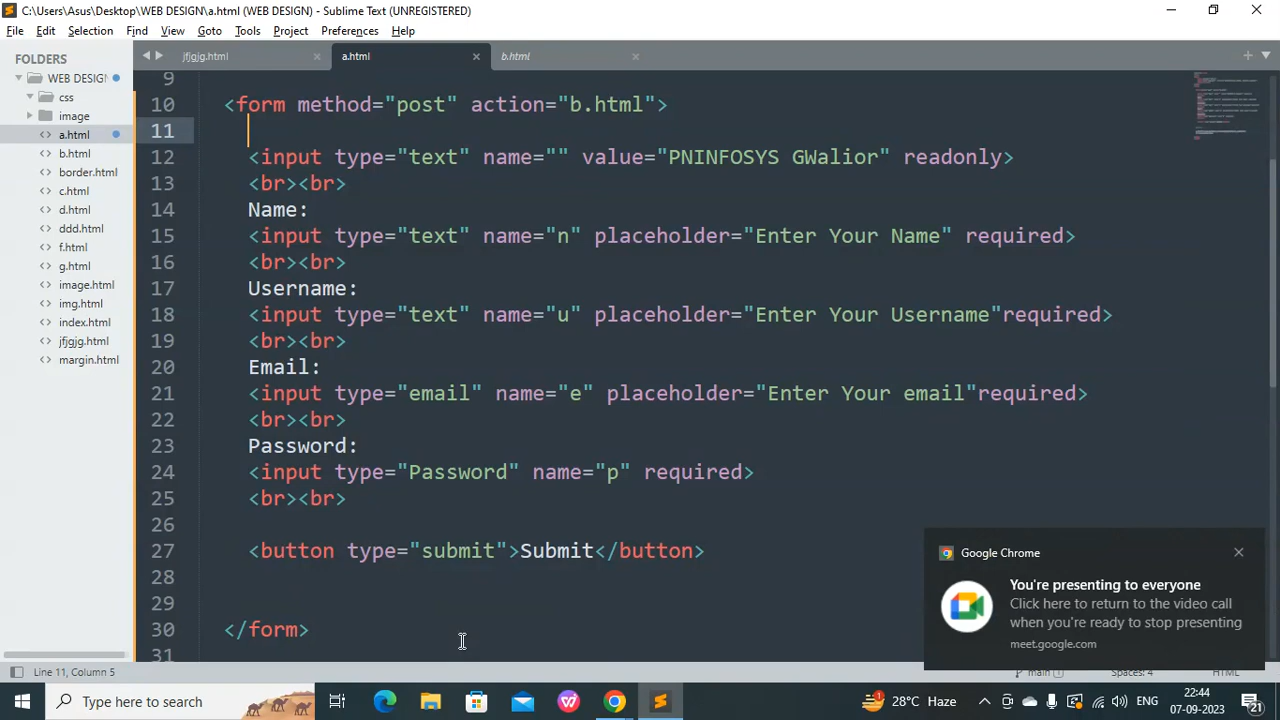 C:\Users\Asus\Desktop\WEB DESIGN\a.html (WEB DESIGN) - Sublime Text (UNREGISTERED)
File Edit Selection Find View Goto Tools Project Preferences Help
FOLDERS
WEB DESIGN
css
image
a.html
b.html
border.html
c.html
d.html
ddd.html
f.html
g.html
image.html
img.html
index.html
jfjgjg.html
margin.html
jfjgjg.html a.html b.html
9
10 <form method="post" action="b.html">
11
12 <input type="text" name="" value="PNINFOSYS GWalior" readonly>
13 <br><br>
14 Name:
15 <input type="text" name="n" placeholder="Enter Your Name" required>
16 <br><br>
17 Username:
18 <input type="text" name="u" placeholder="Enter Your Username"required>
19 <br><br>
20 Email:
21 <input type="email" name="e" placeholder="Enter Your email"required>
22 <br><br>
23 Password:
24 <input type="Password" name="p" required>
25 <br><br>
26
27 <button type="submit">Submit</button>
28
29
30 </form>
31
Google Chrome
You're presenting to everyone
Click here to return to the video call
when you're ready to stop presenting
meet.google.com
Line 11, Column 5 main Spaces: 4 HTML
Type here to search 1 28°C Haze ENG 22:44
07-09-2023 21